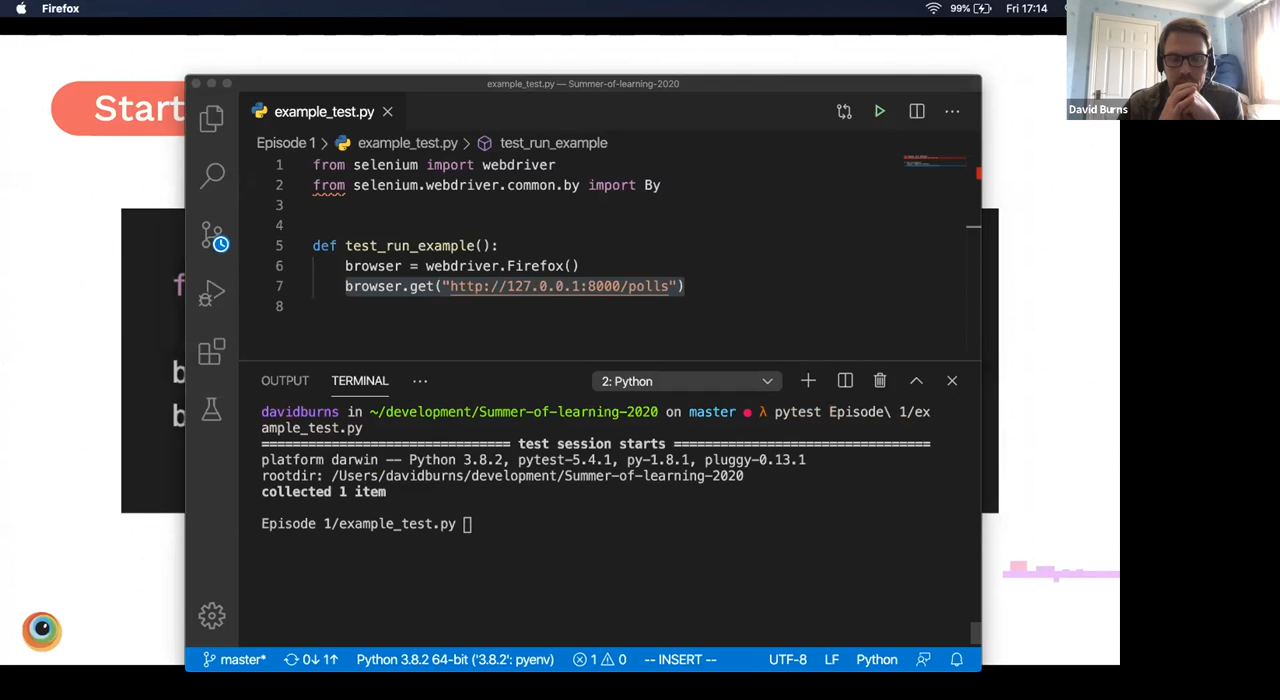 Firefox
99%
Fri 17:14
David Burns
Start
example_test.py — Summer-of-learning-2020
example_test.py
Episode 1 > example_test.py > test_run_example
1 from selenium import webdriver
2 from selenium.webdriver.common.by import By
3
4
5 def test_run_example():
6 browser = webdriver.Firefox()
7 browser.get("http://127.0.0.1:8000/polls")
8
f
b
b
OUTPUT TERMINAL ... 2: Python
davidburns in ~/development/Summer-of-learning-2020 on master ● λ pytest Episode\ 1/ex
ample_test.py
=============================== test session starts ================================
platform darwin -- Python 3.8.2, pytest-5.4.1, py-1.8.1, pluggy-0.13.1
rootdir: /Users/davidburns/development/Summer-of-learning-2020
collected 1 item
Episode 1/example_test.py
master* 0↓ 1↑ Python 3.8.2 64-bit ('3.8.2': pyenv) 1 0 -- INSERT -- UTF-8 LF Python